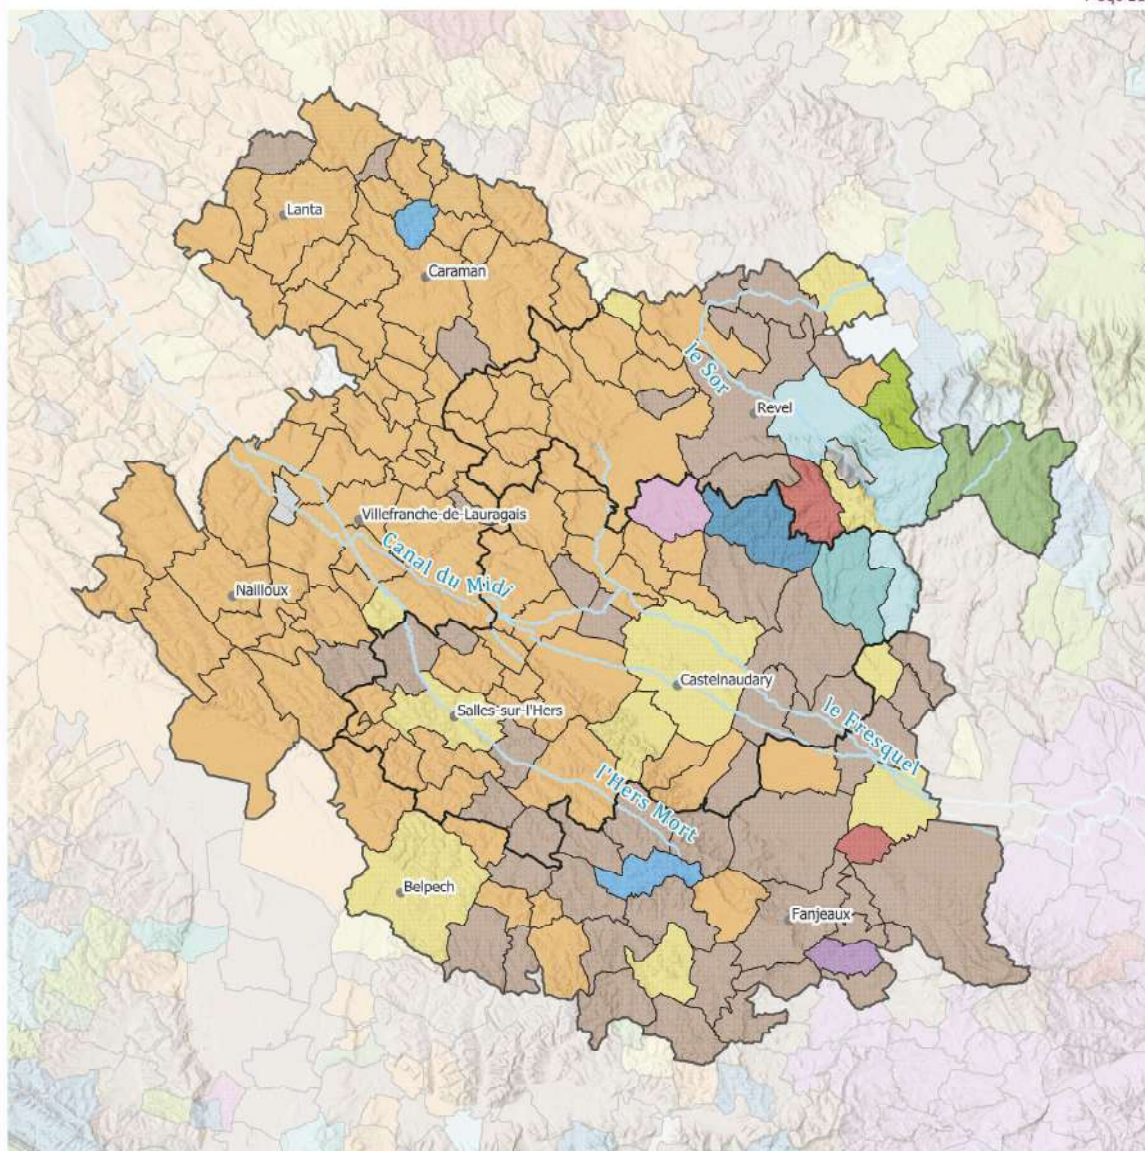 Lanta
Caraman
le Sor
Revel
Villefranche-de-Lauragais
Canal du Midi
Nailloux
Castelnaudary
Salles-sur-l'Hers
le Fresquel
l'Hers Mort
Belpech
Fanjeaux